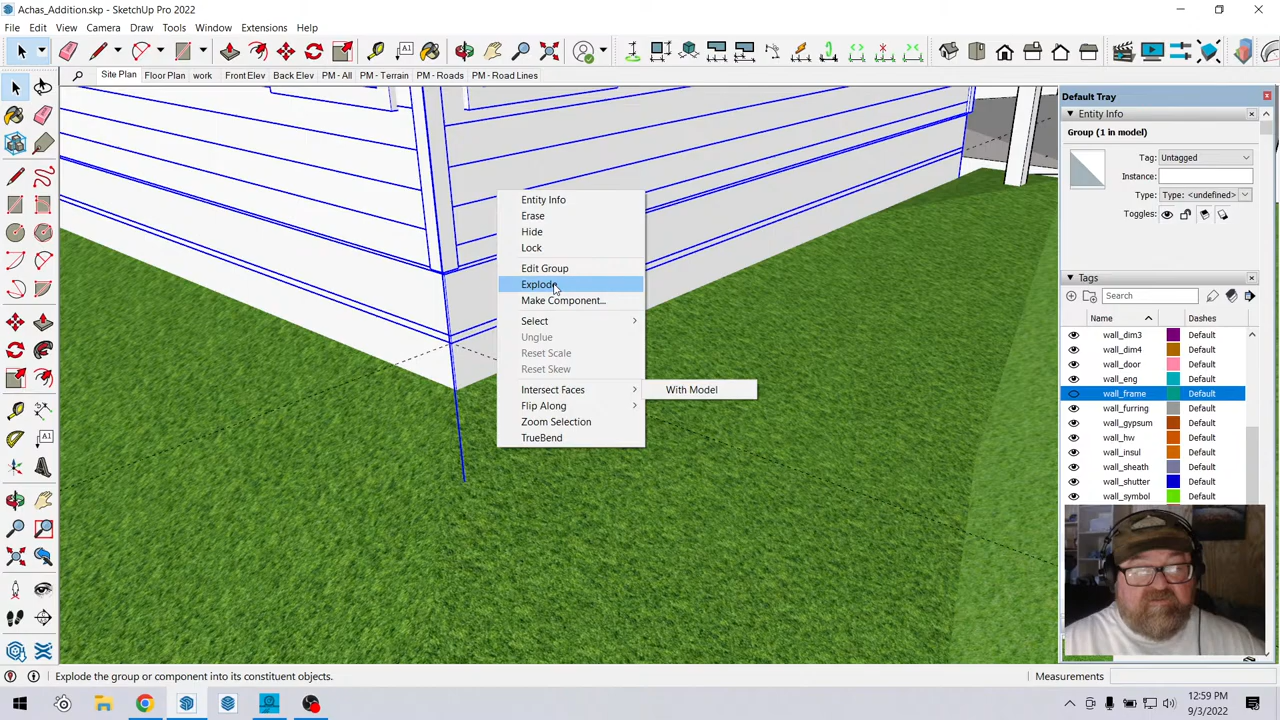 Achas_Addition.skp - SketchUp Pro 2022
File Edit View Camera Draw Tools Window Extensions Help
Site Plan Floor Plan work Front Elev Back Elev PM - All PM - Terrain PM - Roads PM - Road Lines
Default Tray
Entity Info
Group (1 in model)
Tag: Untagged
Instance:
Type: Type: <undefined>
Toggles:
Entity Info
Erase
Hide
Lock
Edit Group
Explode
Make Component...
Select
Unglue
Reset Scale
Reset Skew
Intersect Faces
With Model
Flip Along
Zoom Selection
TrueBend
Tags
Search
Name Dashes
wall_dim3 Default
wall_dim4 Default
wall_door Default
wall_eng Default
wall_frame Default
wall_furring Default
wall_gypsum Default
wall_hw Default
wall_insul Default
wall_sheath Default
wall_shutter Default
wall_symbol Default
Explode the group or component into its constituent objects.
Measurements
12:59 PM
9/3/2022